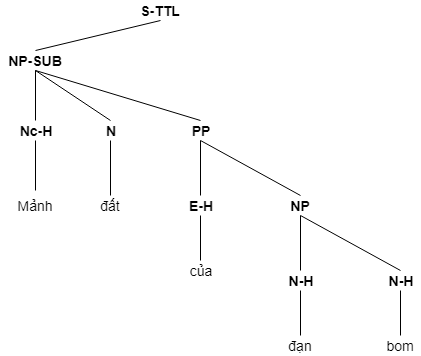 S-TTL
NP-SUB
Nc-H N PP
Mảnh đất E-H NP
của
N-H N-H
đạn bom